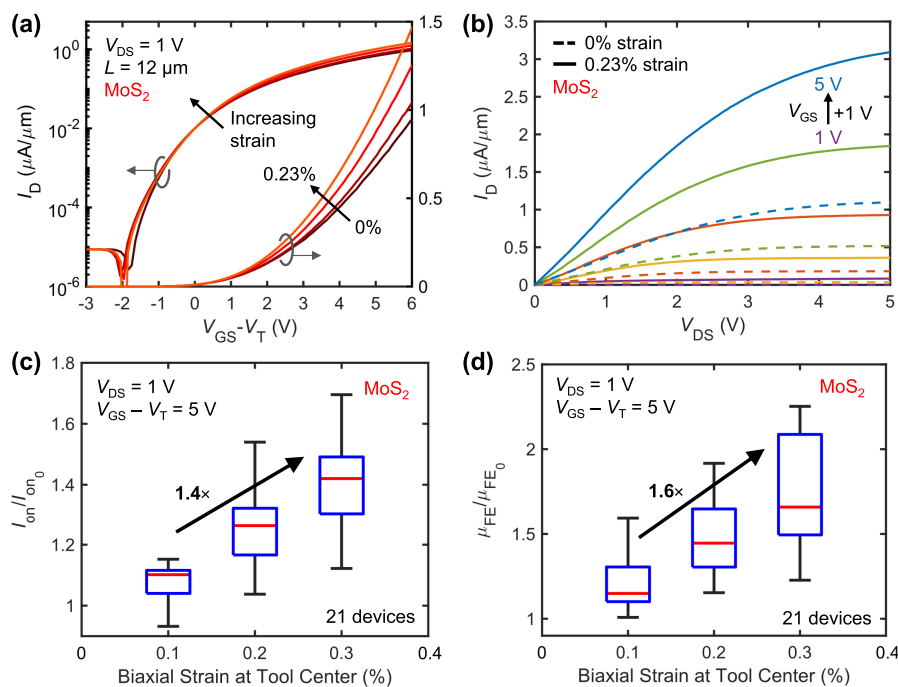 (a)
V_DS = 1 V
L = 12 µm
MoS₂
Increasing
strain
0.23%
0%
10⁰
10⁻²
10⁻⁴
10⁻⁶
I_D (µA/µm)
1.5
1
0.5
0
-3 -2 -1 0 1 2 3 4 5 6
V_GS-V_T (V)
(b)
0% strain
0.23% strain
MoS₂
5 V
V_GS +1 V
1 V
3.5
3
2.5
2
1.5
1
0.5
0
I_D (µA/µm)
0 1 2 3 4 5
V_DS (V)
(c)
V_DS = 1 V
V_GS – V_T = 5 V
MoS₂
1.4×
21 devices
1.8
1.6
1.4
1.2
1
I_on/I_on₀
0 0.1 0.2 0.3 0.4
Biaxial Strain at Tool Center (%)
(d)
V_DS = 1 V
V_GS – V_T = 5 V
MoS₂
1.6×
21 devices
2.5
2
1.5
1
µ_FE/µ_FE₀
0 0.1 0.2 0.3 0.4
Biaxial Strain at Tool Center (%)